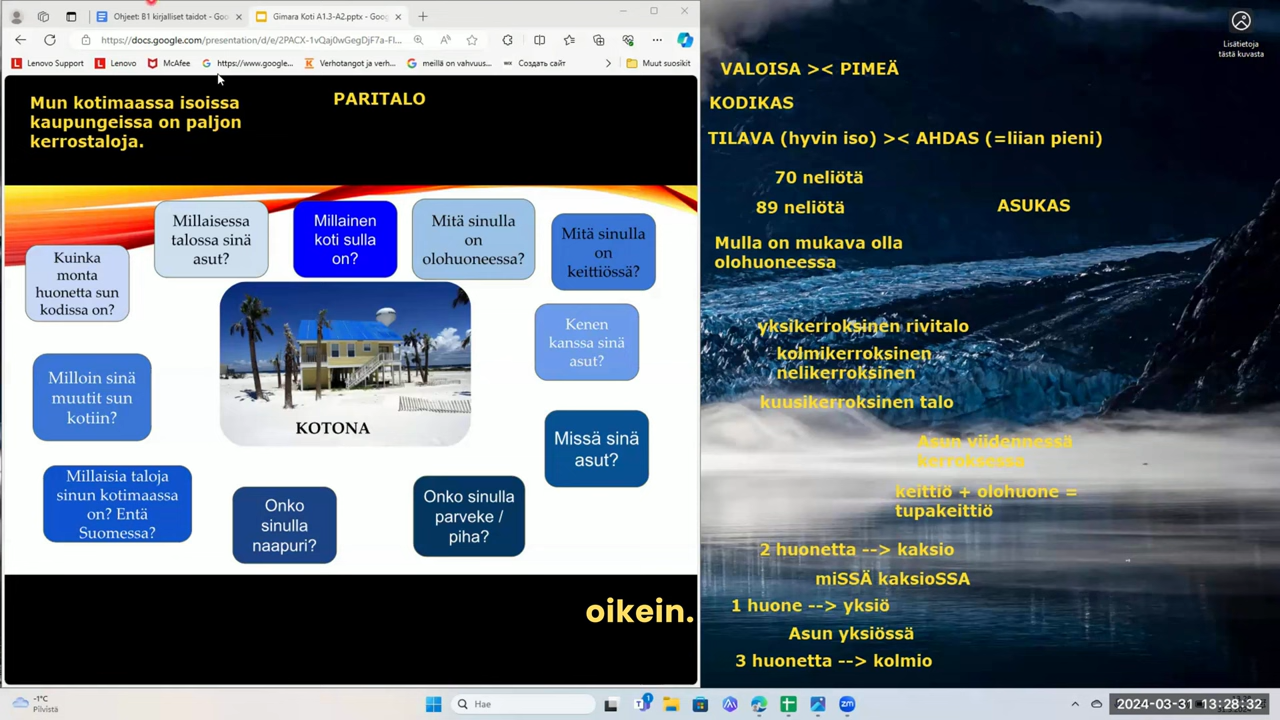 Ohjeet: B1 kirjalliset taidot - Goo
Gimara Koti A1.3-A2.pptx - Goog
https://docs.google.com/presentation/d/e/2PACX-1vQaj0wGegDjF7a-Fl...
Lenovo Support
Lenovo
McAfee
https://www.google...
Verhotangot ja verh...
meillä on vahvuus...
Создать сайт
Muut suosikit
Mun kotimaassa isoissa
kaupungeissa on paljon
kerrostaloja.
PARITALO
Millaisessa
talossa sinä
asut?
Millainen
koti sulla
on?
Mitä sinulla
on
olohuoneessa?
Mitä sinulla
on
keittiössä?
Kuinka
monta
huonetta sun
kodissa on?
Kenen
kanssa sinä
asut?
Milloin sinä
muutit sun
kotiin?
KOTONA
Missä sinä
asut?
Millaisia taloja
sinun kotimaassa
on? Entä
Suomessa?
Onko
sinulla
naapuri?
Onko sinulla
parveke /
piha?
oikein.
Lisätietoja
tästä kuvasta
VALOISA >< PIMEÄ
KODIKAS
TILAVA (hyvin iso) >< AHDAS (=liian pieni)
70 neliötä
89 neliötä
ASUKAS
Mulla on mukava olla
olohuoneessa
yksikerroksinen rivitalo
kolmikerroksinen
nelikerroksinen
kuusikerroksinen talo
Asun viidennessä
kerroksessa
keittiö + olohuone =
tupakeittiö
2 huonetta --> kaksio
miSSÄ kaksioSSA
1 huone --> yksiö
Asun yksiössä
3 huonetta --> kolmio
-1°C
Pilvistä
Hae
2024-03-31 13:28:32